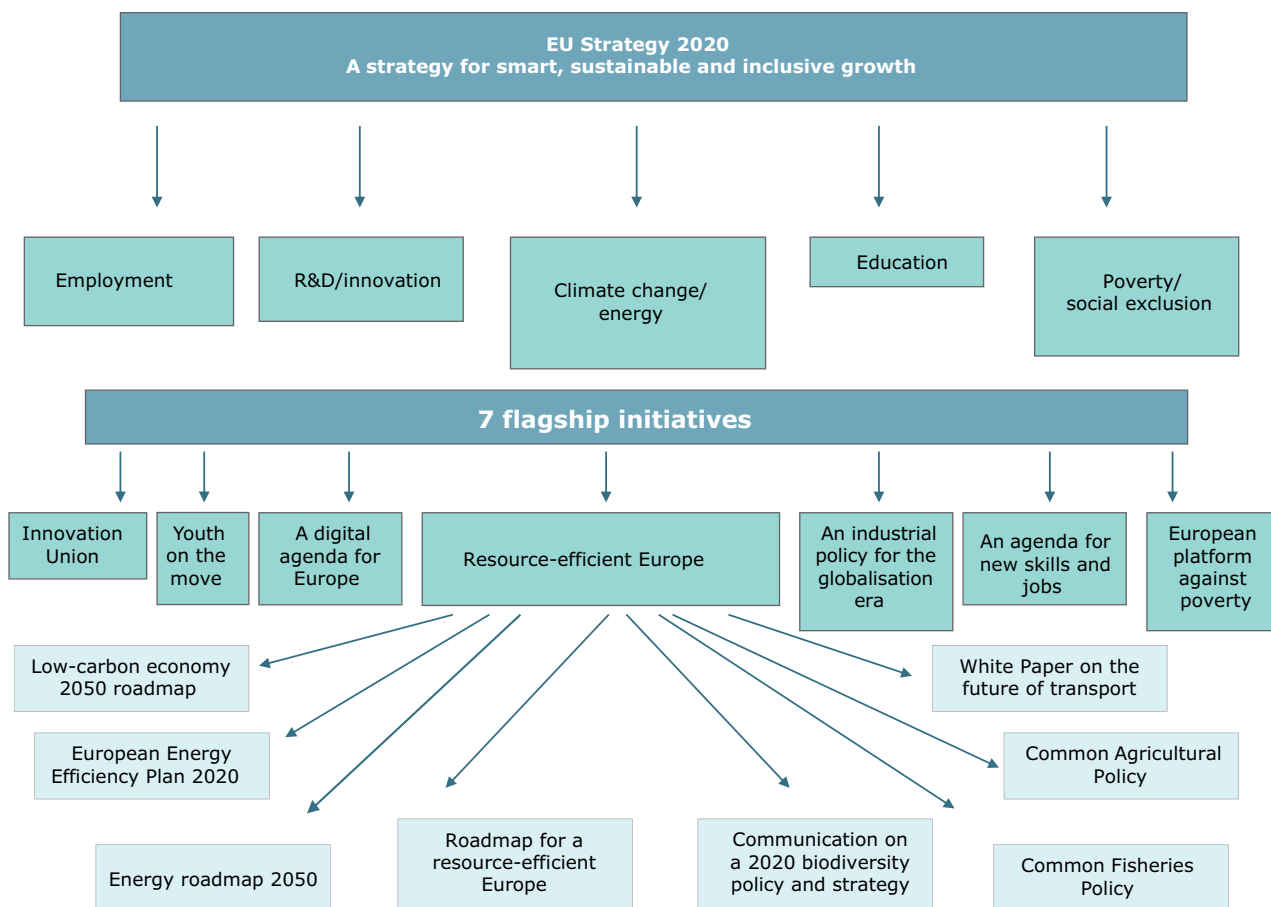 EU Strategy 2020
A strategy for smart, sustainable and inclusive growth
Employment
R&D/innovation
Climate change/
energy
Education
Poverty/
social exclusion
7 flagship initiatives
Innovation
Union
Youth
on the
move
A digital
agenda for
Europe
Resource-efficient Europe
An industrial
policy for the
globalisation
era
An agenda for
new skills and
jobs
European
platform
against
poverty
Low-carbon economy
2050 roadmap
White Paper on the
future of transport
European Energy
Efficiency Plan 2020
Common Agricultural
Policy
Energy roadmap 2050
Roadmap for a
resource-efficient
Europe
Communication on
a 2020 biodiversity
policy and strategy
Common Fisheries
Policy